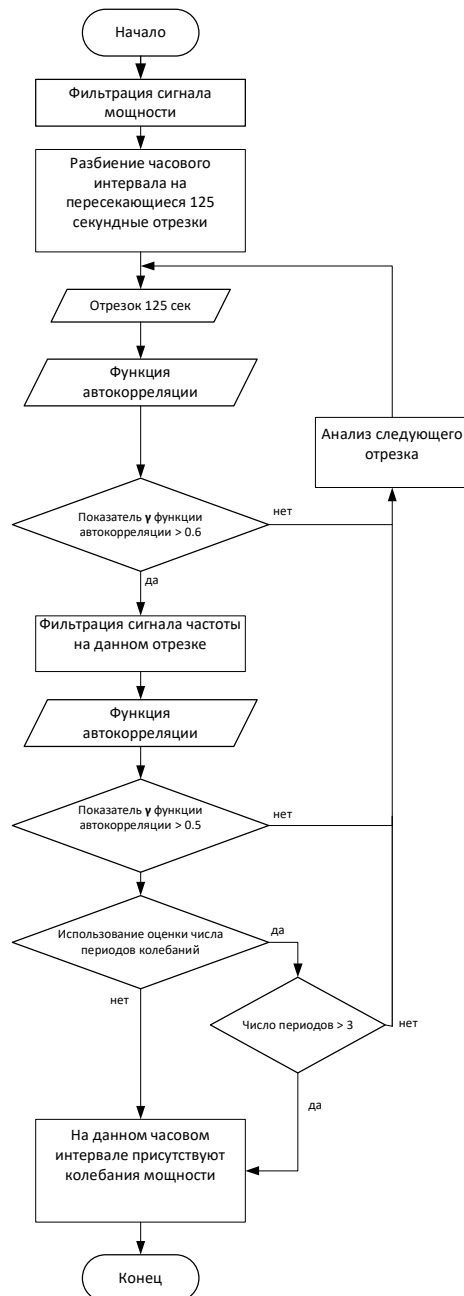 Начало
Фильтрация сигнала
мощности
Разбиение часового
интервала на
пересекающиеся 125
секундные отрезки
Отрезок 125 сек
Функция
автокорреляции
Анализ следующего
отрезка
Показатель γ функции
автокорреляции > 0.6
нет
да
Фильтрация сигнала частоты
на данном отрезке
Функция
автокорреляции
Показатель γ функции
автокорреляции > 0.5
нет
Использование оценки числа
периодов колебаний
да
нет
Число периодов > 3
нет
да
На данном часовом
интервале присутствуют
колебания мощности
Конец